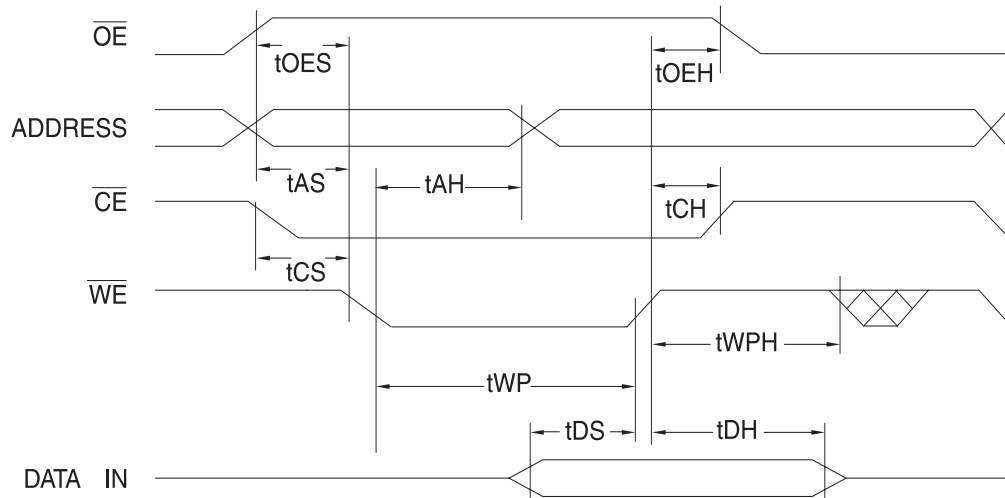 OE
tOES
tOEH
ADDRESS
tAS
tAH
CE
tCH
tCS
WE
tWPH
tWP
tDS
tDH
DATA IN